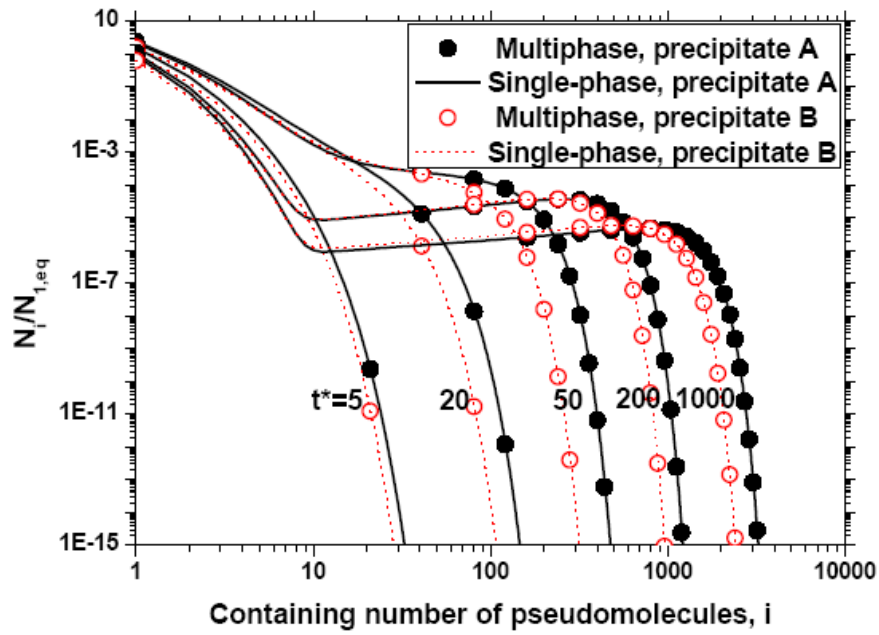 10
1E-3
1E-7
1E-11
1E-15
N_i/N_1,eq
Multiphase, precipitate A
Single-phase, precipitate A
Multiphase, precipitate B
Single-phase, precipitate B
t*=5 20 50 200 1000
1 10 100 1000 10000
Containing number of pseudomolecules, i